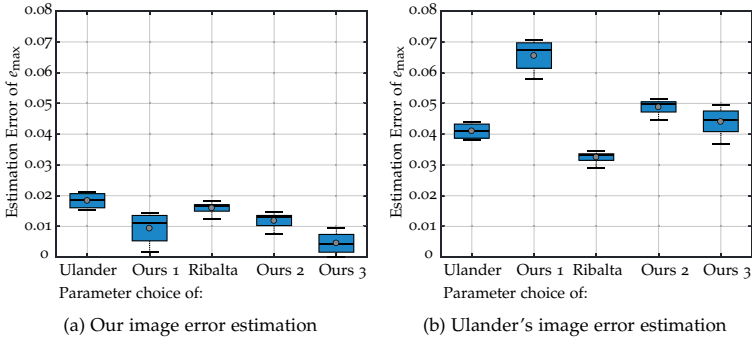 0.08
0.07
0.06
0.05
0.04
0.03
0.02
0.01
0
Estimation Error of e_max
Ulander Ours 1 Ribalta Ours 2 Ours 3
Parameter choice of:
(a) Our image error estimation
0.08
0.07
0.06
0.05
0.04
0.03
0.02
0.01
0
Estimation Error of e_max
Ulander Ours 1 Ribalta Ours 2 Ours 3
Parameter choice of:
(b) Ulander's image error estimation